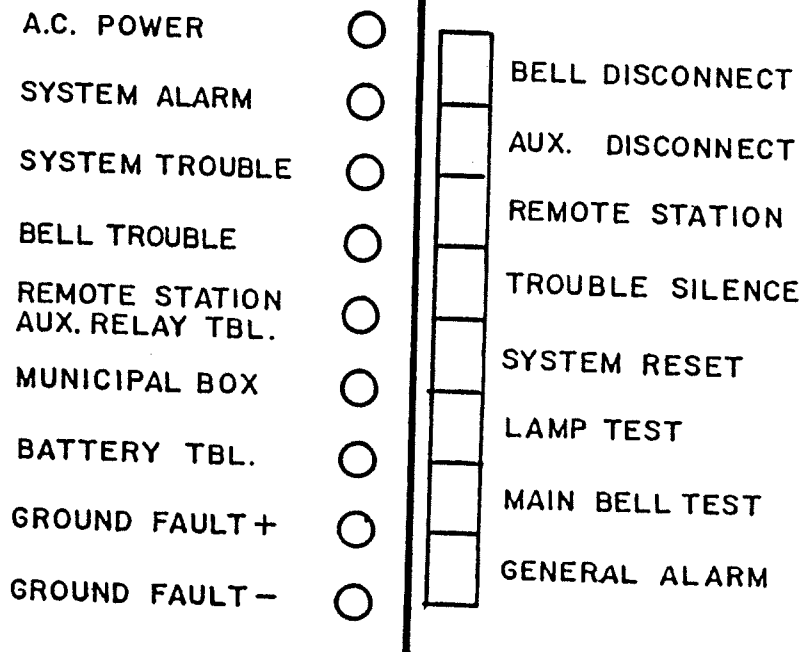 A.C. POWER
SYSTEM ALARM
SYSTEM TROUBLE
BELL TROUBLE
REMOTE STATION
AUX. RELAY TBL.
MUNICIPAL BOX
BATTERY TBL.
GROUND FAULT+
GROUND FAULT-
BELL DISCONNECT
AUX. DISCONNECT
REMOTE STATION
TROUBLE SILENCE
SYSTEM RESET
LAMP TEST
MAIN BELL TEST
GENERAL ALARM